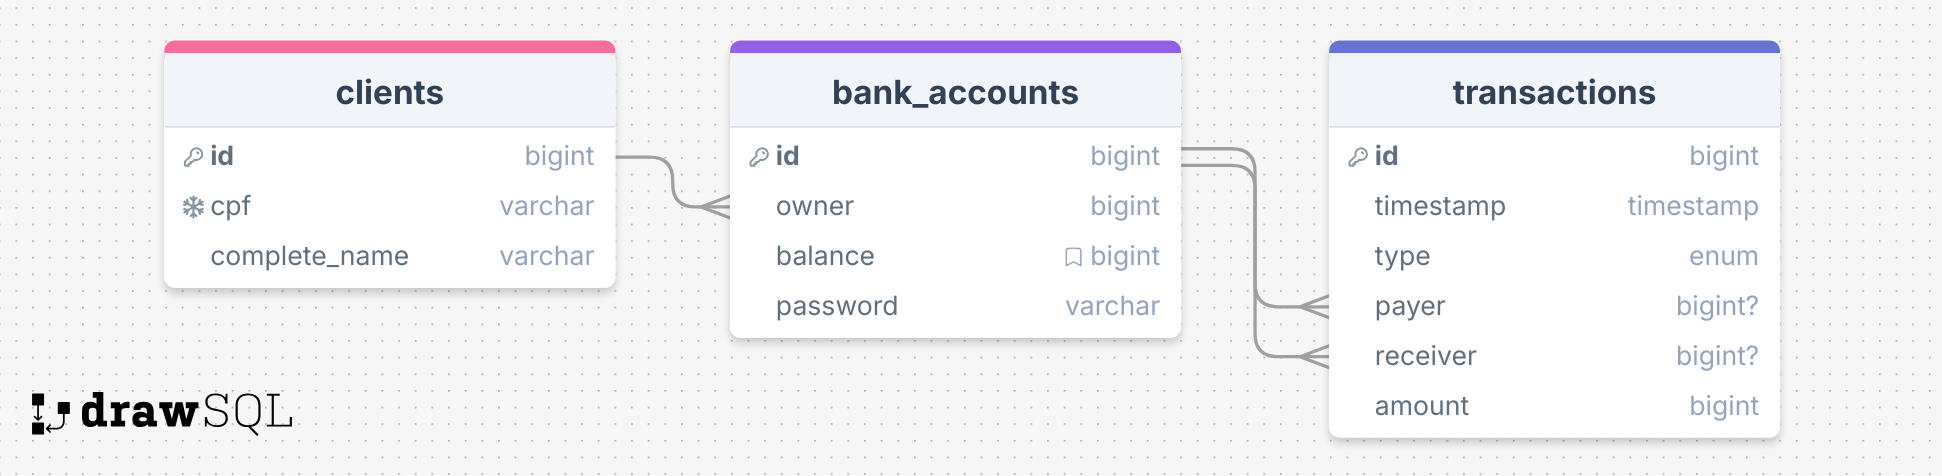 clients
id bigint
cpf varchar
complete_name varchar
bank_accounts
id bigint
owner bigint
balance bigint
password varchar
transactions
id bigint
timestamp timestamp
type enum
payer bigint?
receiver bigint?
amount bigint
drawSQL